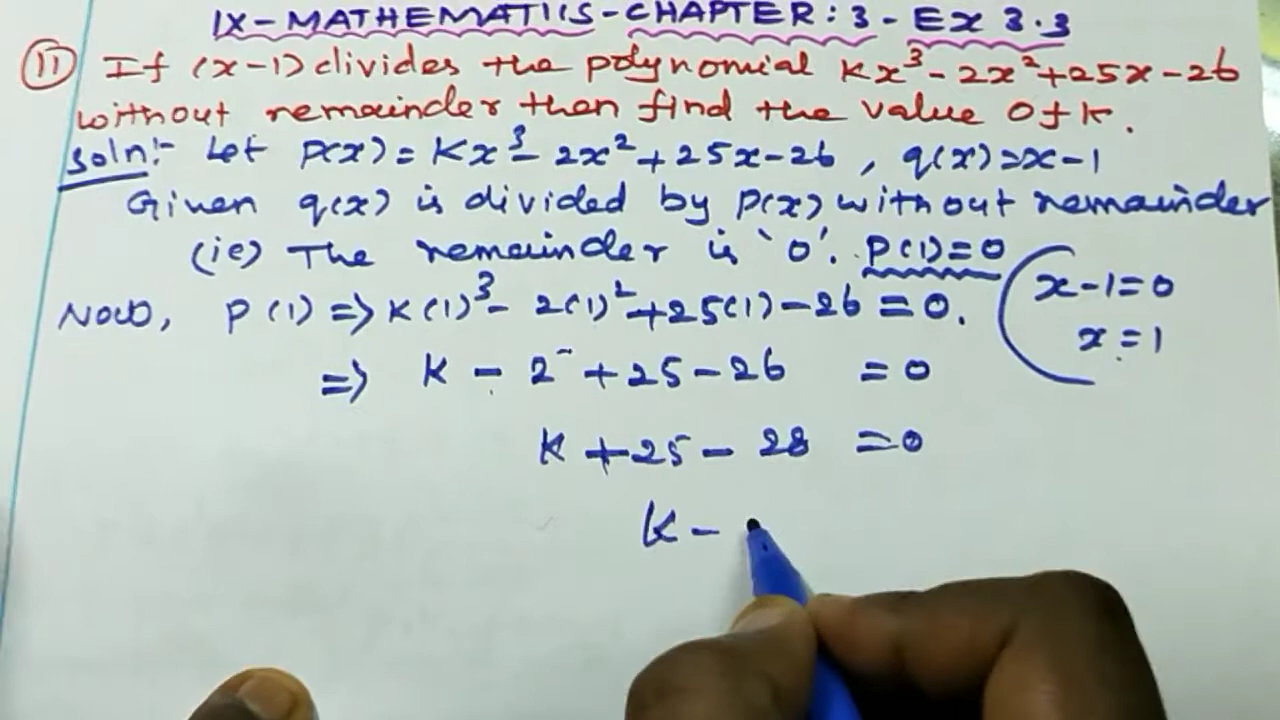 IX-MATHEMATICS-CHAPTER:3-EX 3.3
11 If (x-1) divides the polynomial Kx³-2x²+25x-26
without remainder then find the value of K.
Soln:- Let P(x)=Kx³-2x²+25x-26, q(x)=x-1
Given q(x) is divided by P(x) without remainder
(ie) The remainder is '0'. P(1)=0
x-1=0
x=1
Now, P(1)=>K(1)³-2(1)²+25(1)-26=0.
=> K-2+25-26=0
K+25-28=0
K-